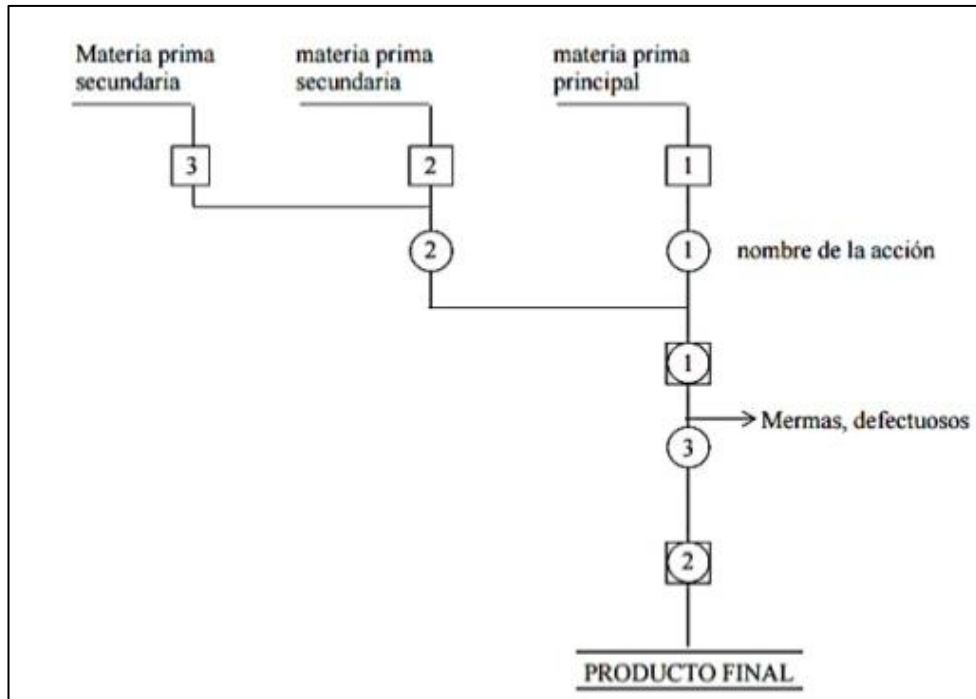 Materia prima
secundaria
materia prima
secundaria
materia prima
principal
3
2
1
2
1
nombre de la acción
1
Mermas, defectuosos
3
2
PRODUCTO FINAL